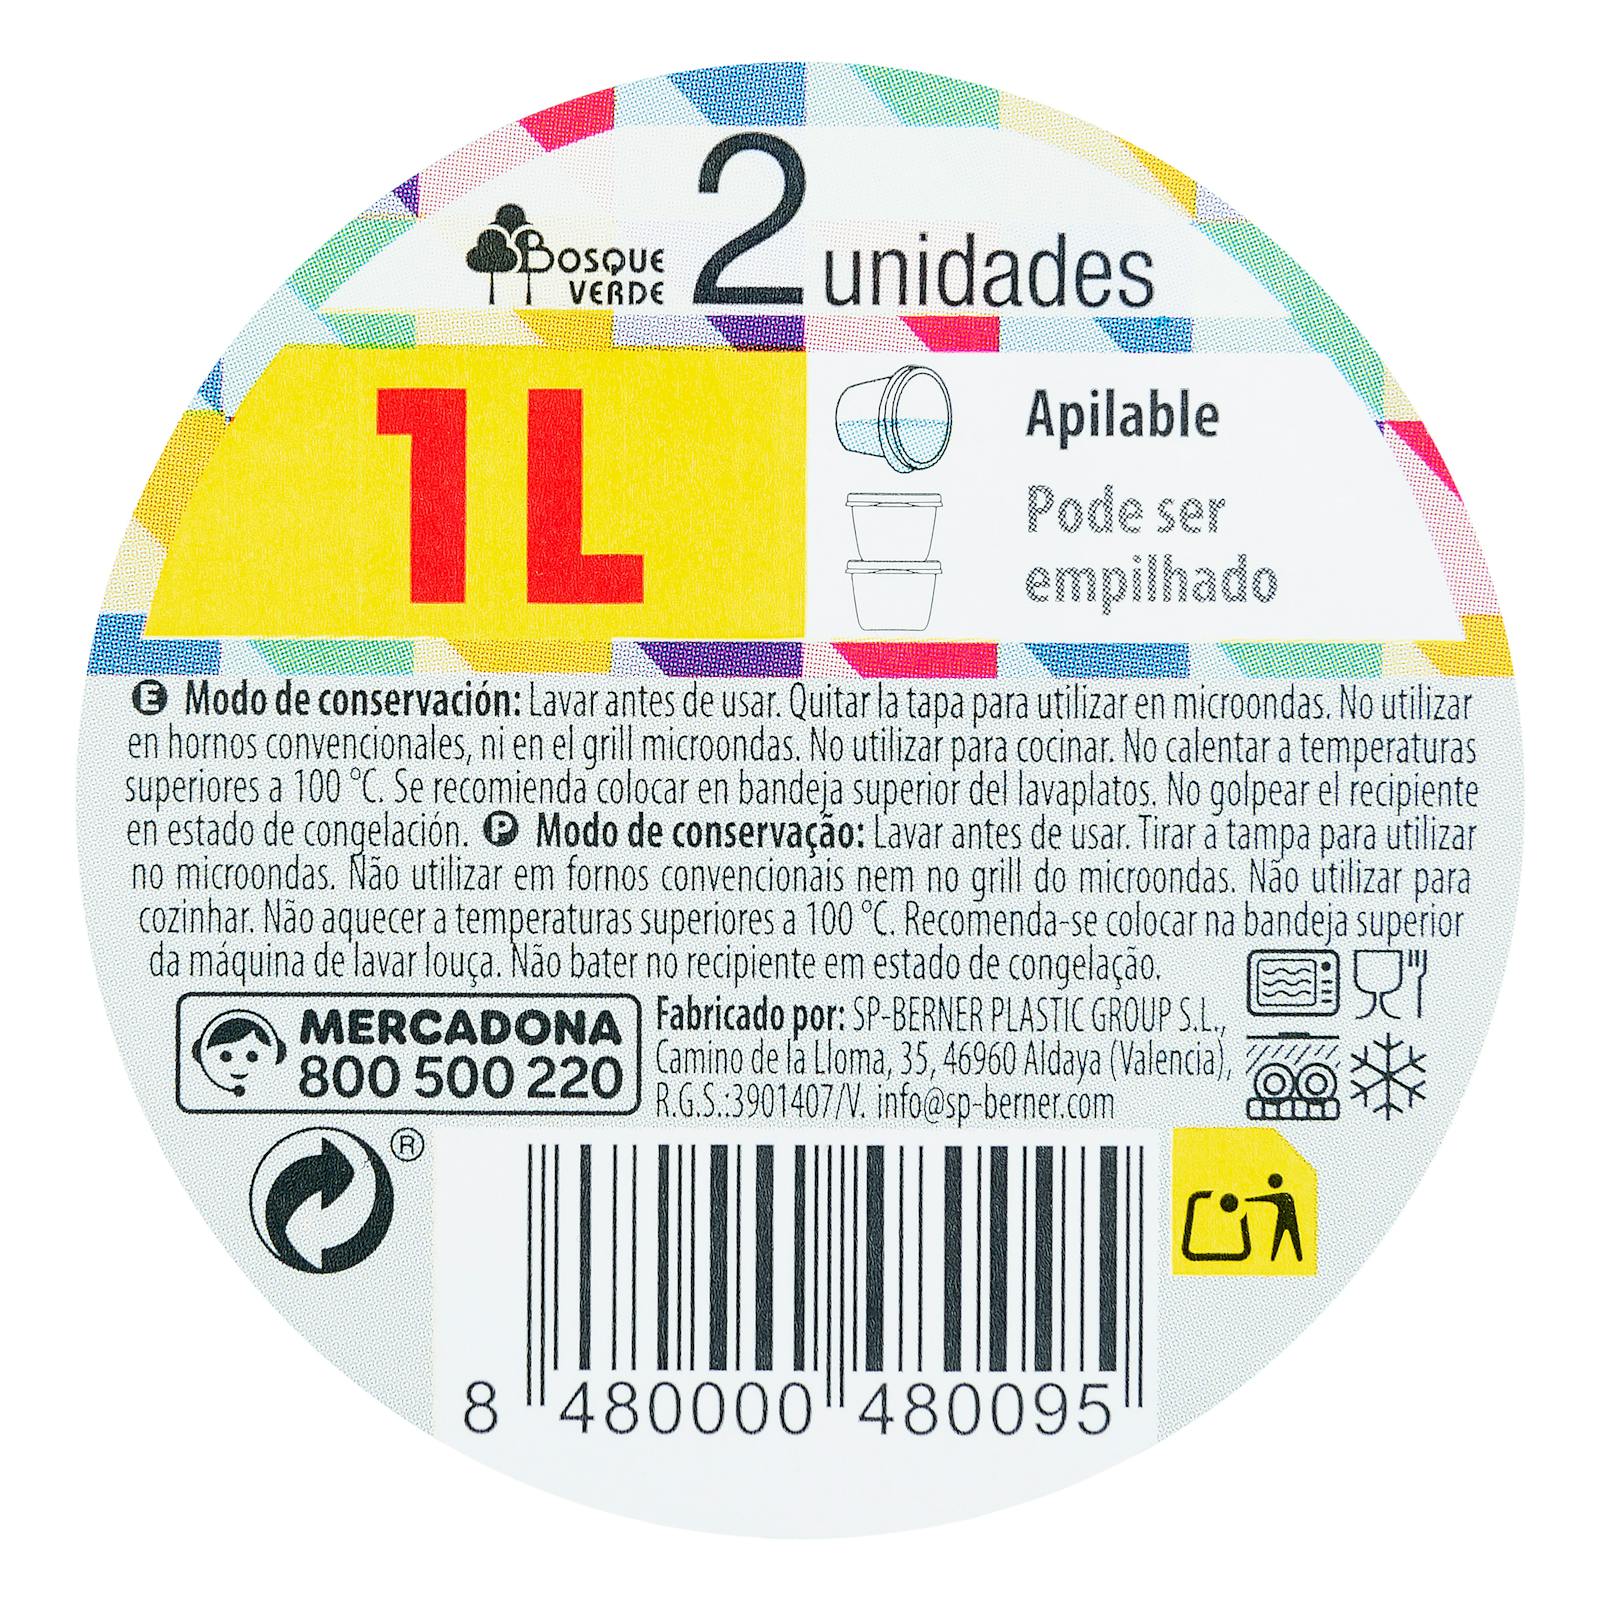 BOSQUE
VERDE
2 unidades
1L
Apilable
Pode ser
empilhado
E Modo de conservación: Lavar antes de usar. Quitar la tapa para utilizar en microondas. No utilizar
en hornos convencionales, ni en el grill microondas. No utilizar para cocinar. No calentar a temperaturas
superiores a 100 °C. Se recomienda colocar en bandeja superior del lavaplatos. No golpear el recipiente
en estado de congelación. P Modo de conservação: Lavar antes de usar. Tirar a tampa para utilizar
no microondas. Não utilizar em fornos convencionais nem no grill do microondas. Não utilizar para
cozinhar. Não aquecer a temperaturas superiores a 100 °C. Recomenda-se colocar na bandeja superior
da máquina de lavar louça. Não bater no recipiente em estado de congelação.
MERCADONA
800 500 220
Fabricado por: SP-BERNER PLASTIC GROUP S.L.,
Camino de la Lloma, 35, 46960 Aldaya (Valencia),
R.G.S.:3901407/V. info@sp-berner.com
®
8 480000 480095